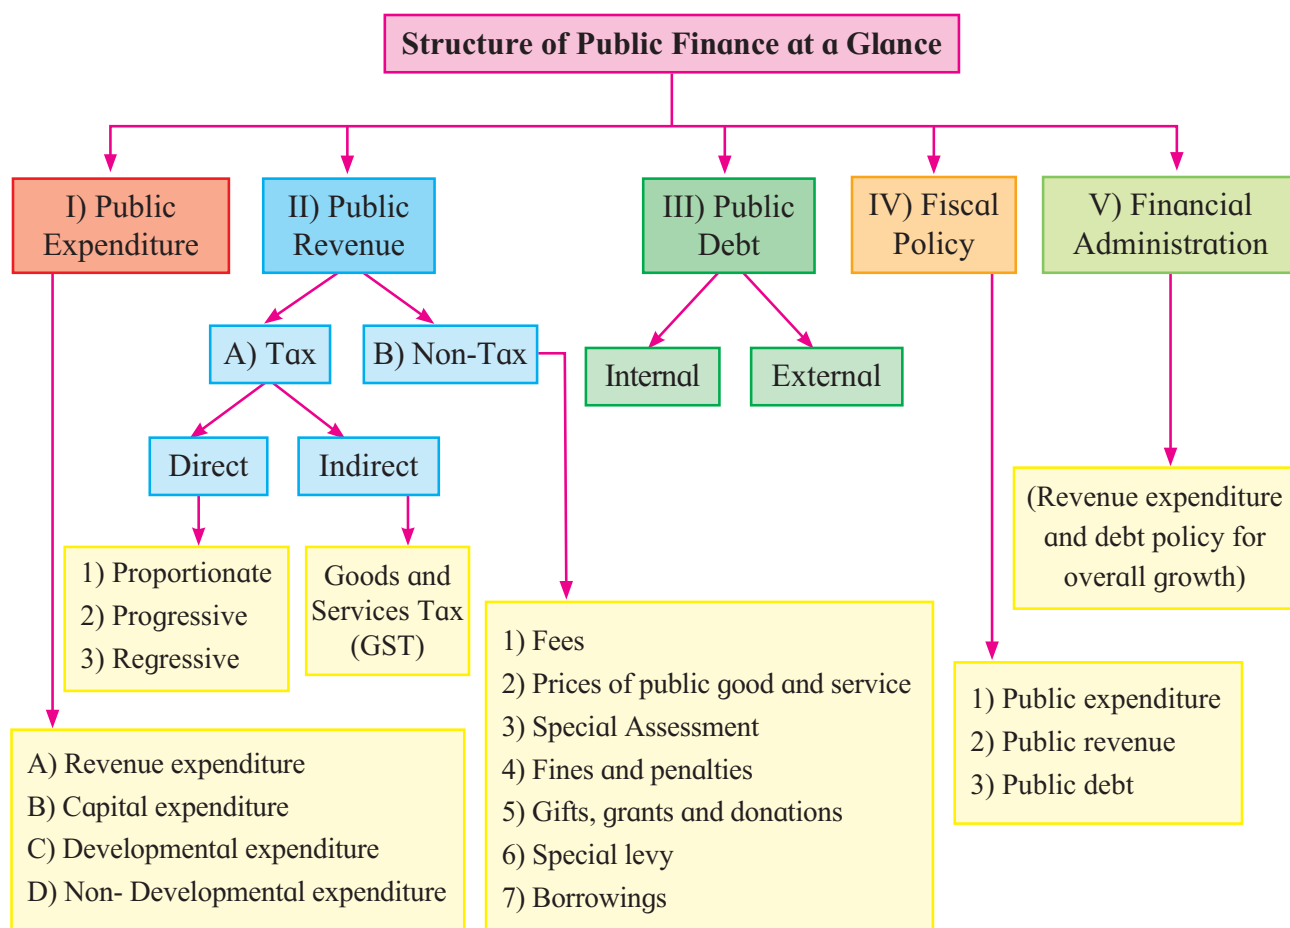 Structure of Public Finance at a Glance
I) Public
Expenditure
II) Public
Revenue
III) Public
Debt
IV) Fiscal
Policy
V) Financial
Administration
A) Tax
B) Non-Tax
Internal
External
Direct
Indirect
1) Proportionate
2) Progressive
3) Regressive
Goods and
Services Tax
(GST)
(Revenue expenditure
and debt policy for
overall growth)
A) Revenue expenditure
B) Capital expenditure
C) Developmental expenditure
D) Non- Developmental expenditure
1) Fees
2) Prices of public good and service
3) Special Assessment
4) Fines and penalties
5) Gifts, grants and donations
6) Special levy
7) Borrowings
1) Public expenditure
2) Public revenue
3) Public debt